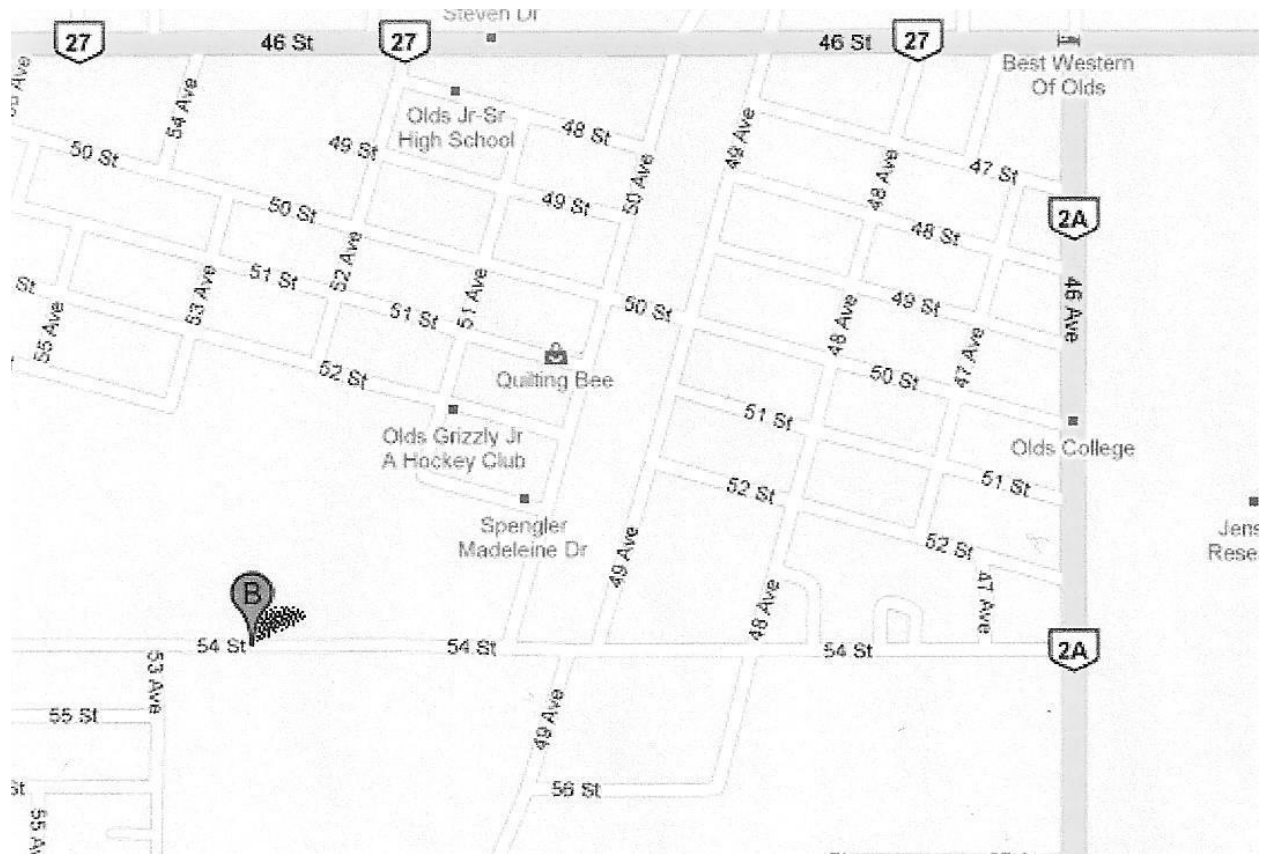 Steven Dr
27
46 St
27
46 St
27
Best Western
Of Olds
54 Ave
Olds Jr-Sr
High School
48 St
49 Ave
50 St
49 St
47 St
48 Ave
50 Ave
49 St
50 St
2A
48 St
52 Ave
51 St
53 Ave
51 Ave
St
49 St
46 Ave
50 St
51 St
48 Ave
55 Ave
47 Ave
Quilting Bee
52 St
50 St
51 St
Olds Grizzly Jr
A Hockey Club
Olds College
52 St
51 St
Spengler
Madeleine Dr
Jens
Rese
49 Ave
52 St
B
48 Ave
47 Ave
54 St
54 St
54 St
2A
53 Ave
55 St
49 Ave
St
56 St
55 Av